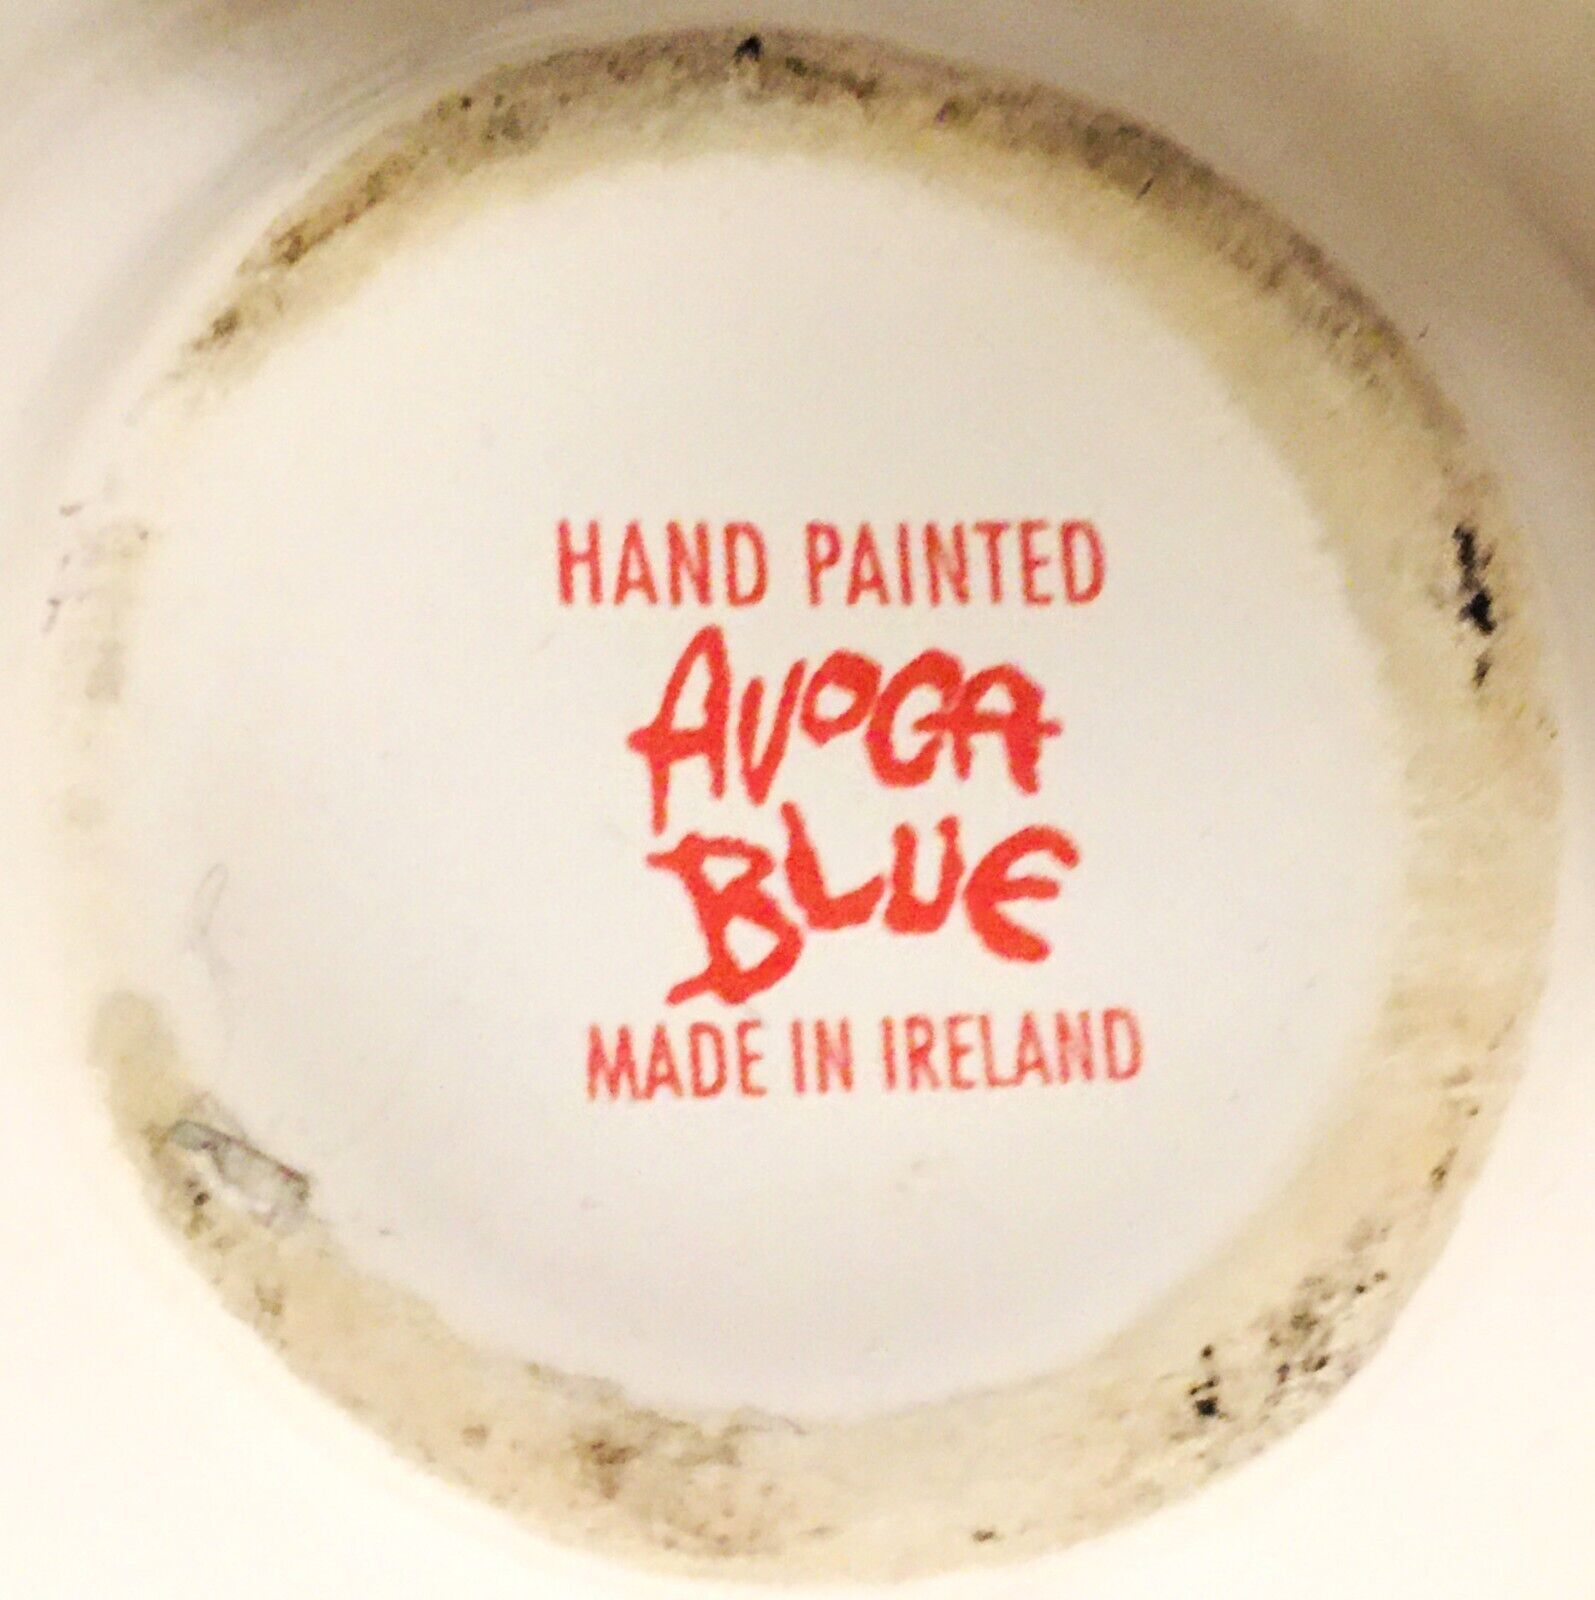 HAND PAINTED
AVOCA
BLUE
MADE IN IRELAND